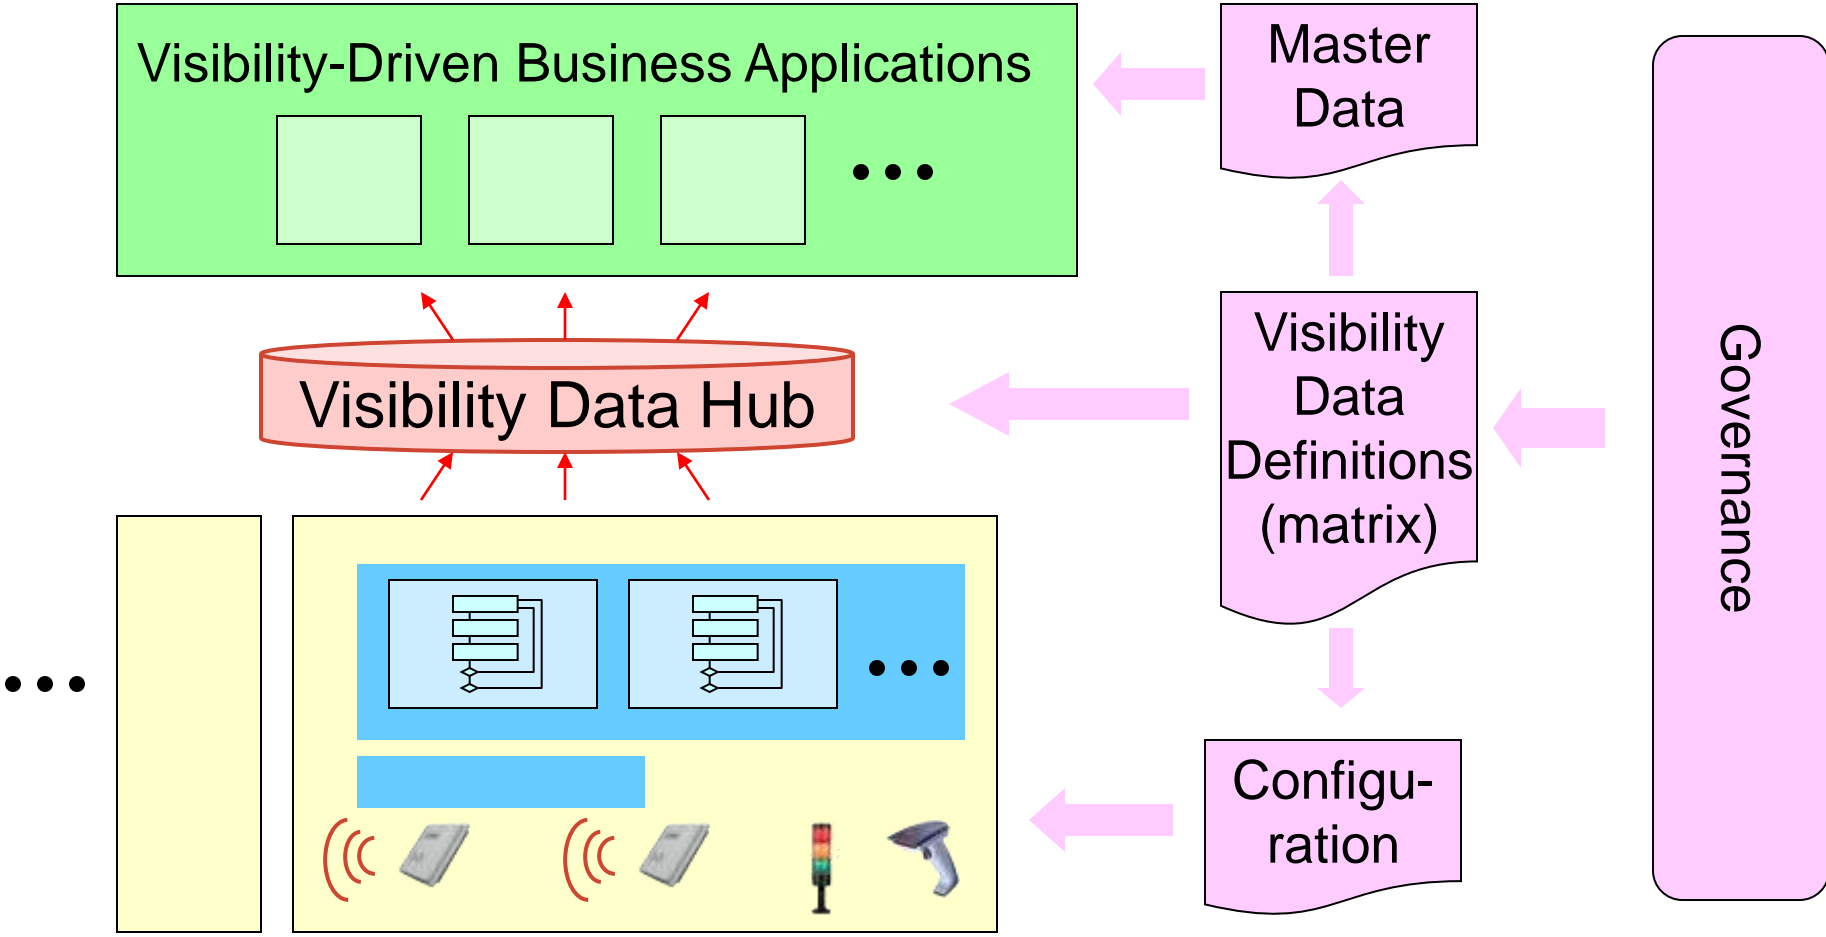 Visibility-Driven Business Applications
Master
Data
Visibility Data Hub
Visibility
Data
Definitions
(matrix)
Governance
Configu-
ration